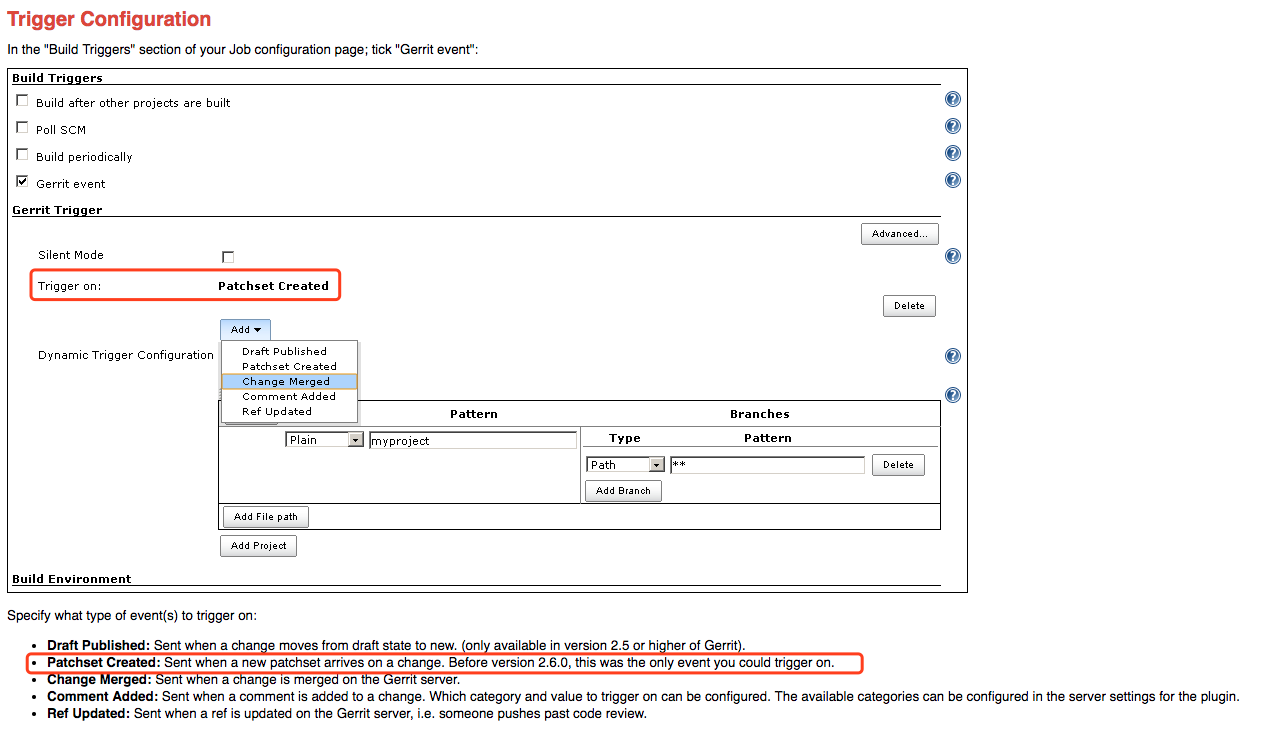 Trigger Configuration
In the "Build Triggers" section of your Job configuration page; tick "Gerrit event":
Build Triggers
Build after other projects are built
Poll SCM
Build periodically
Gerrit event
Gerrit Trigger
Advanced...
Silent Mode
Trigger on: Patchset Created
Delete
Add
Dynamic Trigger Configuration
Draft Published
Patchset Created
Change Merged
Comment Added
Ref Updated
Pattern Branches
Plain myproject
Type Pattern
Path ** Delete
Add Branch
Add File path
Add Project
Build Environment
Specify what type of event(s) to trigger on:
• Draft Published: Sent when a change moves from draft state to new. (only available in version 2.5 or higher of Gerrit).
• Patchset Created: Sent when a new patchset arrives on a change. Before version 2.6.0, this was the only event you could trigger on.
• Change Merged: Sent when a change is merged on the Gerrit server.
• Comment Added: Sent when a comment is added to a change. Which category and value to trigger on can be configured. The available categories can be configured in the server settings for the plugin.
• Ref Updated: Sent when a ref is updated on the Gerrit server, i.e. someone pushes past code review.